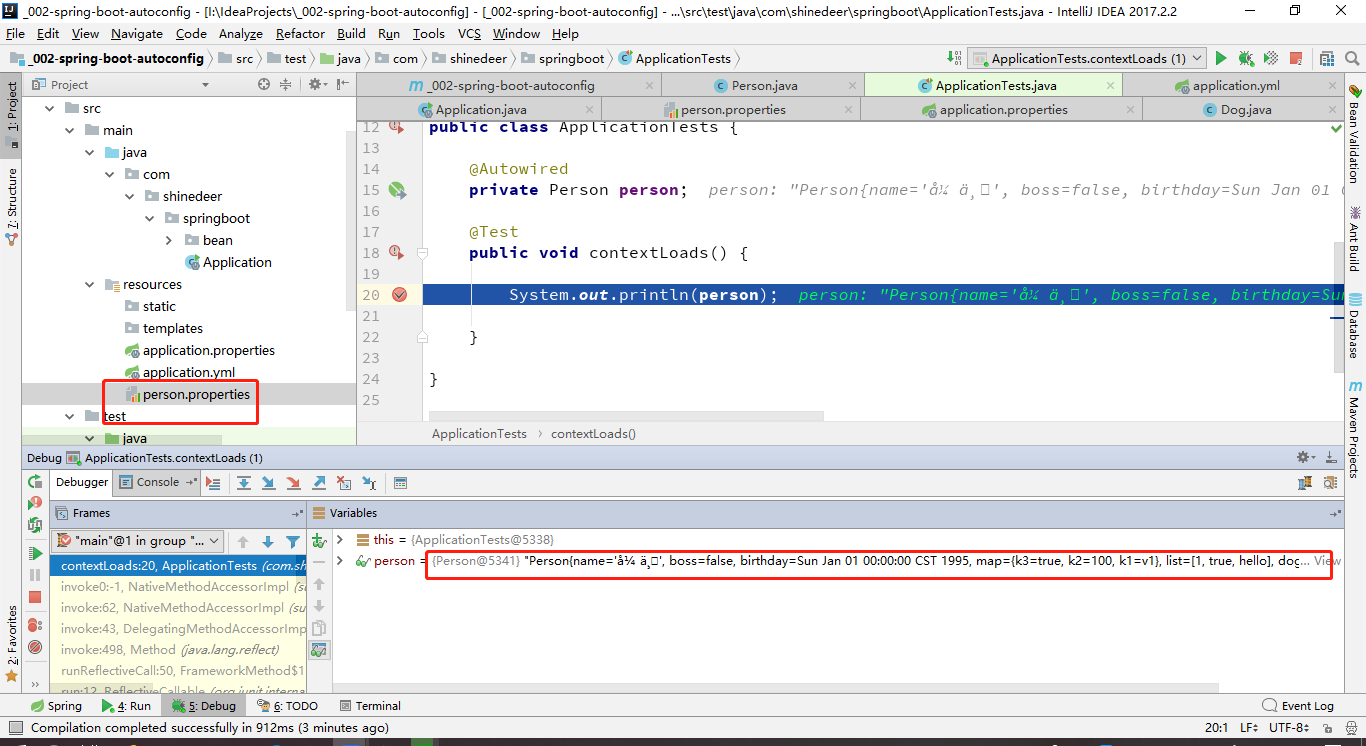 _002-spring-boot-autoconfig - [I:\IdeaProjects\_002-spring-boot-autoconfig] - [_002-spring-boot-autoconfig] - ...\src\test\java\com\shinedeer\springboot\ApplicationTests.java - IntelliJ IDEA 2017.2.2
File Edit View Navigate Code Analyze Refactor Build Run Tools VCS Window Help
_002-spring-boot-autoconfig src test java com shinedeer springboot ApplicationTests ApplicationTests.contextLoads (1)
Project
_002-spring-boot-autoconfig Person.java ApplicationTests.java application.yml
Application.java person.properties application.properties Dog.java
1: Project
7: Structure
2: Favorites
src
main
java
com
shinedeer
springboot
bean
Application
resources
static
templates
application.properties
application.yml
person.properties
test
java
12 public class ApplicationTests {
13
14 @Autowired
15 private Person person; person: "Person{name='å¼ ä¸', boss=false, birthday=Sun Jan 01
16
17 @Test
18 public void contextLoads() {
19
20 System.out.println(person); person: "Person{name='å¼ ä¸', boss=false, birthday=Su
21
22 }
23
24 }
25
ApplicationTests › contextLoads()
Bean Validation
Ant Build
Database
Maven Projects
Debug ApplicationTests.contextLoads (1)
Debugger Console
Frames
"main"@1 in group "...
contextLoads:20, ApplicationTests (com.sh
invoke0:-1, NativeMethodAccessorImpl (su
invoke:62, NativeMethodAccessorImpl (su
invoke:43, DelegatingMethodAccessorImp
invoke:498, Method (java.lang.reflect)
runReflectiveCall:50, FrameworkMethod$1
run:12, ReflectiveCallable (org.junit.interna
Variables
this = {ApplicationTests@5338}
person = {Person@5341} "Person{name='å¼ ä¸', boss=false, birthday=Sun Jan 01 00:00:00 CST 1995, map={k3=true, k2=100, k1=v1}, list=[1, true, hello], dog... View
Spring 4: Run 5: Debug 6: TODO Terminal Event Log
Compilation completed successfully in 912ms (3 minutes ago) 20:1 LF UTF-8